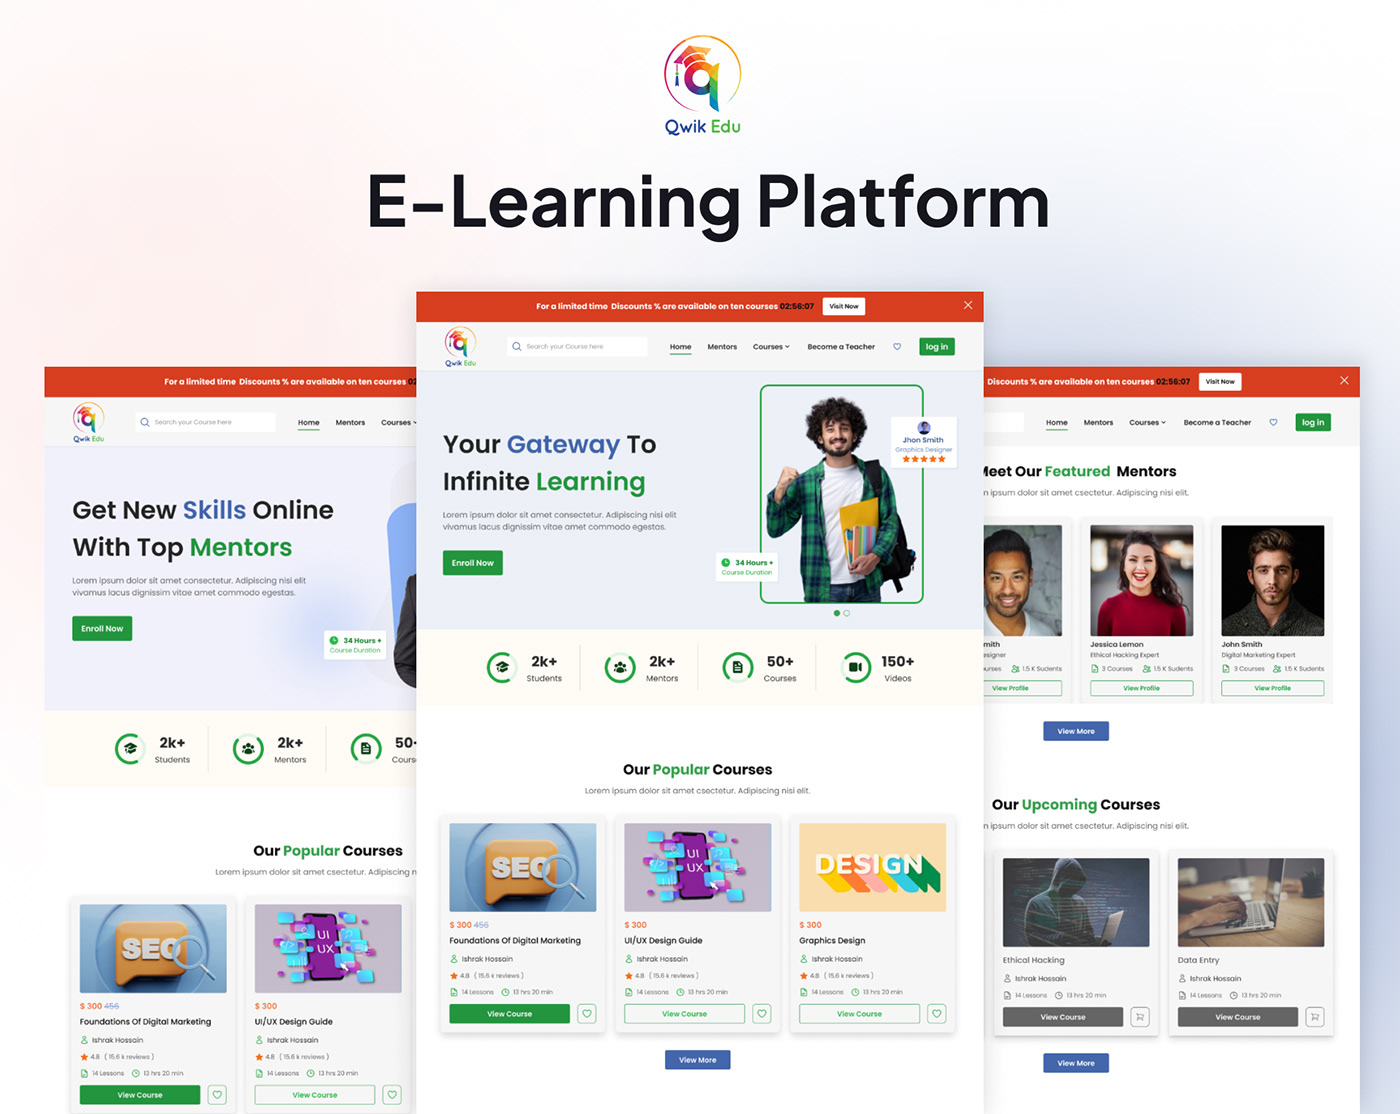 Qwik Edu
E-Learning Platform
For a limited time Discounts % are available on ten courses 02:56:07
Visit Now
Qwik Edu
Search your Course here
Home
Mentors
Courses
Become a Teacher
log in
Your Gateway To
Infinite Learning
Lorem ipsum dolor sit amet consectetur. Adipiscing nisl elit
vivamus lacus dignissim vitae amet commodo egestas.
Enroll Now
Jhon Smith
Graphics Designer
34 Hours +
Course Duration
2k+
Students
2k+
Mentors
50+
Courses
150+
Videos
Our Popular Courses
Lorem ipsum dolor sit amet csectetur. Adipiscing nisi elit.
SEO
$ 300 456
Foundations Of Digital Marketing
Ishrak Hossain
4.8 ( 15.6 k reviews )
14 Lessons
13 hrs 20 min
View Course
UI
UX
$ 300
UI/UX Design Guide
Ishrak Hossain
4.8 ( 15.6 k reviews )
14 Lessons
13 hrs 20 min
View Course
DESIGN
$ 300
Graphics Design
Ishrak Hossain
4.8 ( 15.6 k reviews )
14 Lessons
13 hrs 20 min
View Course
View More
For a limited time Discounts % are available on ten courses
Qwik Edu
Search your Course here
Home
Mentors
Courses
Get New Skills Online
With Top Mentors
Lorem ipsum dolor sit amet consectetur. Adipiscing nisl elit
vivamus lacus dignissim vitae amet commodo egestas.
Enroll Now
34 Hours +
Course Duration
2k+
Students
2k+
Mentors
50
Our Popular Courses
Lorem ipsum dolor sit amet csectetur. Adipiscing
SEO
$ 300 456
Foundations Of Digital Marketing
Ishrak Hossain
4.8 ( 15.6 k reviews )
14 Lessons
13 hrs 20 min
View Course
UI
UX
$ 300
UI/UX Design Guide
Ishrak Hossain
4.8 ( 15.6 k reviews )
14 Lessons
13 hrs 20 min
View Course
Discounts % are available on ten courses 02:56:07
Visit Now
Home
Mentors
Courses
Become a Teacher
log in
Meet Our Featured Mentors
ipsum dolor sit amet csectetur. Adipiscing nisi elit.
View Profile
Jessica Lemon
Ethical Hacking Expert
3 Courses
1.5 K Sudents
View Profile
John Smith
Digital Marketing Expert
3 Courses
1.5 K Sudents
View Profile
View More
Our Upcoming Courses
ipsum dolor sit amet csectetur. Adipiscing nisi elit.
Ethical Hacking
Ishrak Hossain
14 Lessons
13 hrs 20 min
View Course
Data Entry
Ishrak Hossain
14 Lessons
13 hrs 20 min
View Course
View More